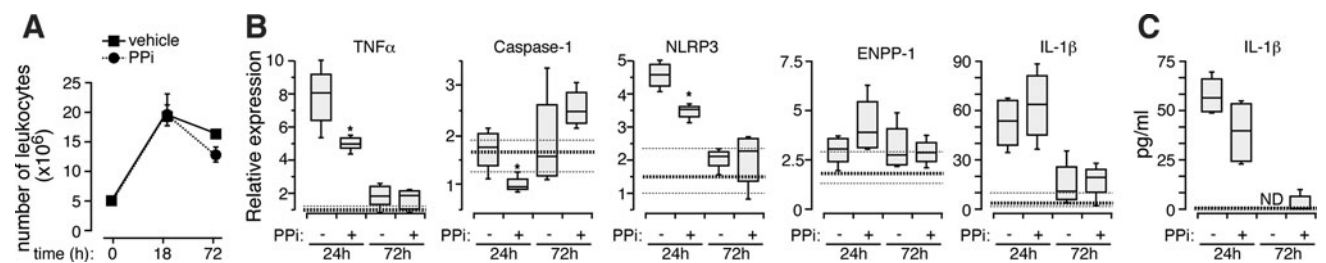 A
vehicle
PPi
number of leukocytes
(x10⁶)
25
20
15
10
5
0
time (h): 0 18 72
B
Relative expression
TNFα
10
8
6
4
2
*
PPi: - + - +
24h 72h
Caspase-1
3
2
1
*
- + - +
24h 72h
NLRP3
5
4
3
2
1
*
PPi: - + - +
24h 72h
ENPP-1
7.5
5
2.5
0
PPi: - + - +
24h 72h
IL-1β
90
60
30
0
PPi: - + - +
24h 72h
C
IL-1β
pg/ml
75
50
25
0
ND
PPi: - + - +
24h 72h